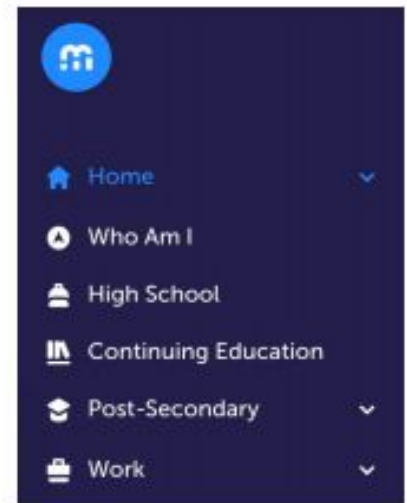 m
Home
Who Am I
High School
Continuing Education
Post-Secondary
Work